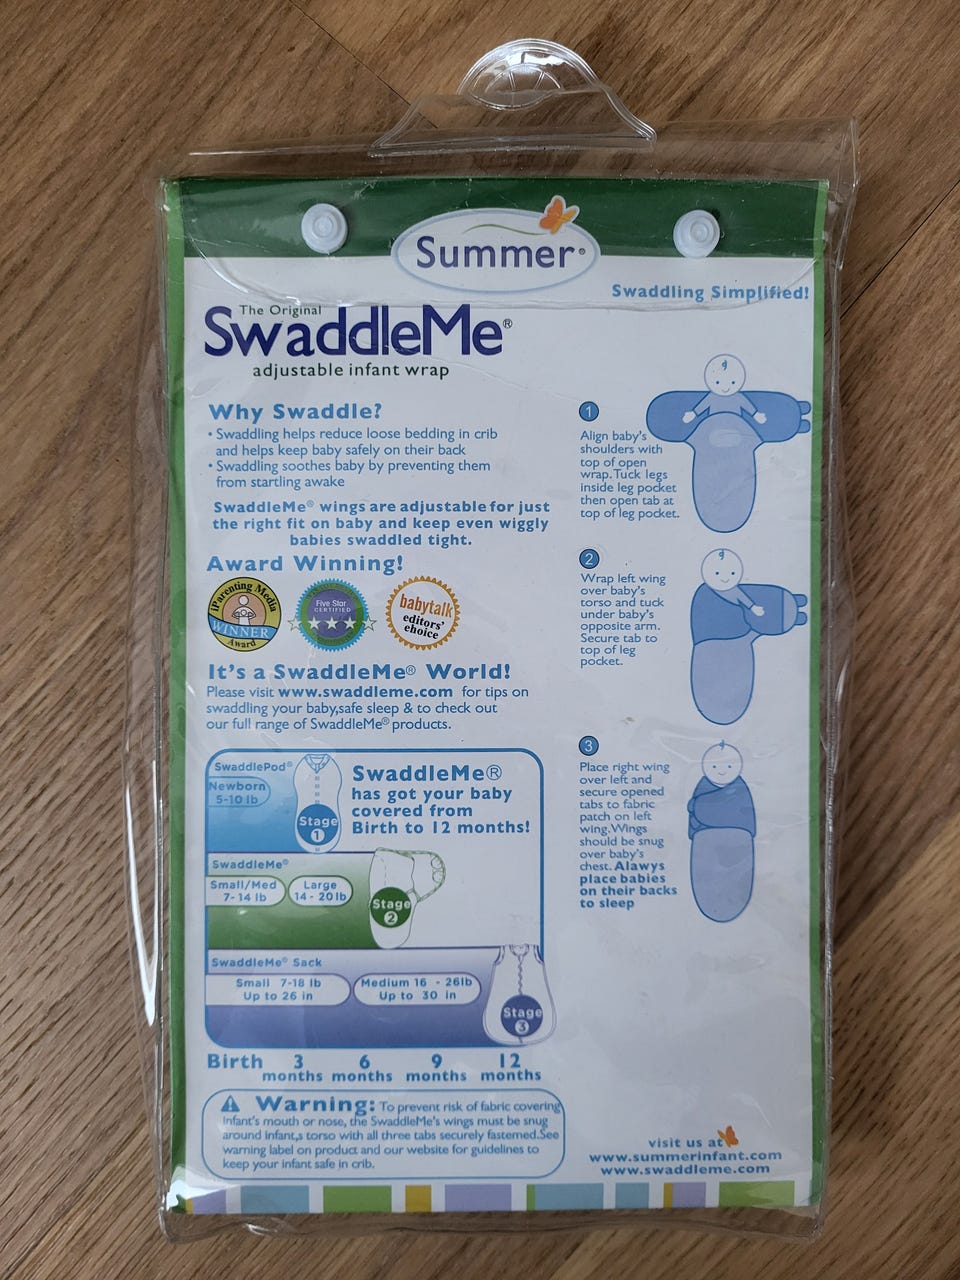 Summer®
Swaddling Simplified!
The Original
SwaddleMe®
adjustable infant wrap
Why Swaddle?
• Swaddling helps reduce loose bedding in crib
and helps keep baby safely on their back
• Swaddling soothes baby by preventing them
from startling awake
SwaddleMe® wings are adjustable for just
the right fit on baby and keep even wiggly
babies swaddled tight.
Award Winning!
iParenting Media
WINNER
Award
Five Star
CERTIFIED
babytalk
editors'
choice
It's a SwaddleMe® World!
Please visit www.swaddleme.com for tips on
swaddling your baby,safe sleep & to check out
our full range of SwaddleMe® products.
SwaddlePod®
Newborn
5-10 lb
Stage
1
SwaddleMe®
has got your baby
covered from
Birth to 12 months!
SwaddleMe®
Small/Med
7- 14 lb
Large
14 - 20 lb
Stage
2
SwaddleMe® Sack
Small 7-18 lb
Up to 26 in
Medium 16 - 26lb
Up to 30 in
Stage
3
Birth 3 6 9 12
months months months months
Warning: To prevent risk of fabric covering
infant's mouth or nose, the SwaddleMe's wings must be snug
around infant,s torso with all three tabs securely fasterned.See
warning label on product and our website for guidelines to
keep your infant safe in crib.
1
Align baby's
shoulders with
top of open
wrap.Tuck legs
inside leg pocket
then open tab at
top of leg pocket.
2
Wrap left wing
over baby's
torso and tuck
under baby's
opposite arm.
Secure tab to
top of leg
pocket.
3
Place right wing
over left and
secure opened
tabs to fabric
patch on left
wing.Wings
should be snug
over baby's
chest. Alawys
place babies
on their backs
to sleep
visit us at
www.summerinfant.com
www.swaddleme.com